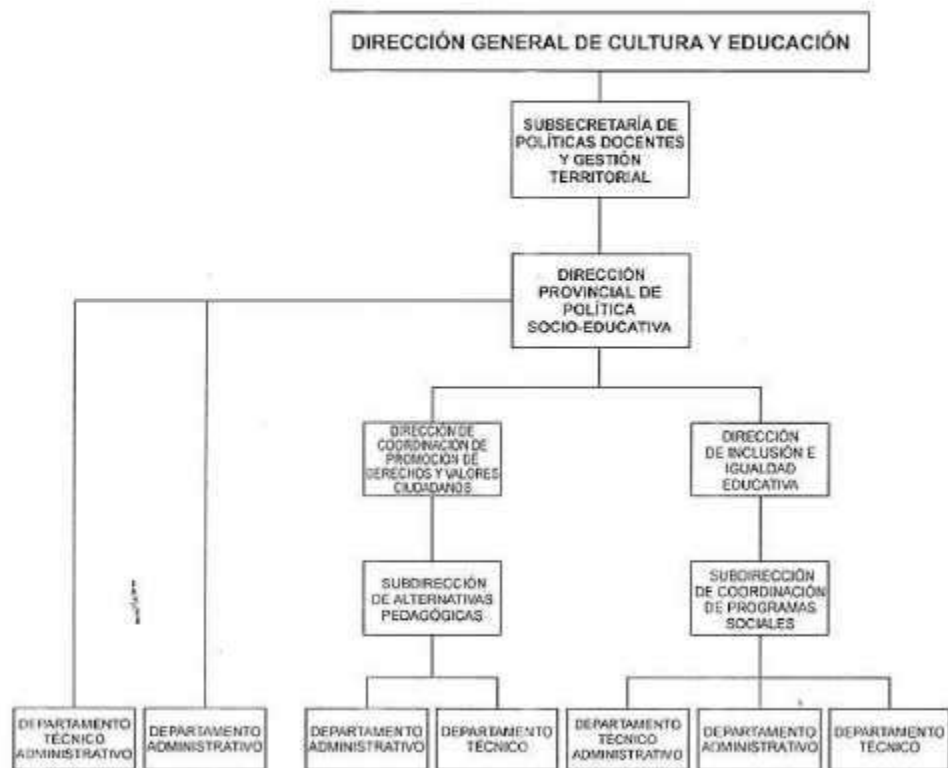 DIRECCIÓN GENERAL DE CULTURA Y EDUCACIÓN
SUBSECRETARÍA DE
POLÍTICAS DOCENTES
Y GESTIÓN
TERRITORIAL
DIRECCIÓN
PROVINCIAL DE
POLÍTICA
SOCIO-EDUCATIVA
DIRECCIÓN DE
COORDINACIÓN DE
PROMOCIÓN DE
DERECHOS Y VALORES
CIUDADANOS
DIRECCIÓN
DE INCLUSIÓN E
IGUALDAD
EDUCATIVA
SUBDIRECCIÓN
DE ALTERNATIVAS
PEDAGÓGICAS
SUBDIRECCIÓN
DE COORDINACIÓN
DE PROGRAMAS
SOCIALES
DEPARTAMENTO
TÉCNICO
ADMINISTRATIVO
DEPARTAMENTO
ADMINISTRATIVO
DEPARTAMENTO
ADMINISTRATIVO
DEPARTAMENTO
TÉCNICO
DEPARTAMENTO
TÉCNICO
ADMINISTRATIVO
DEPARTAMENTO
ADMINISTRATIVO
DEPARTAMENTO
TÉCNICO